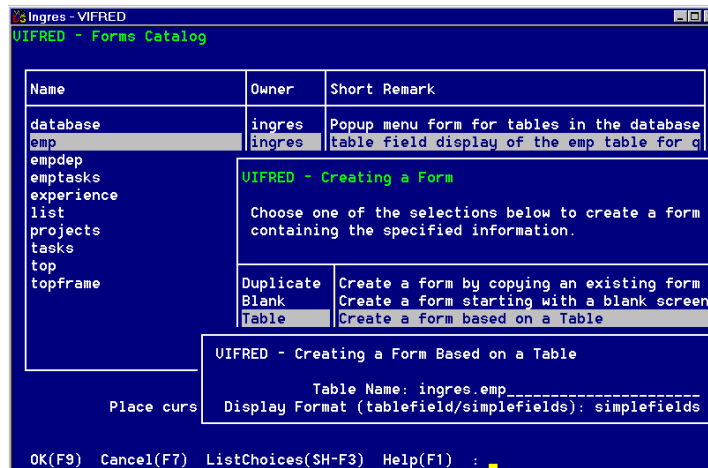 Ingres - VIFRED
VIFRED - Forms Catalog
Name Owner Short Remark
database ingres Popup menu form for tables in the database
emp ingres table field display of the emp table for q
empdep
emptasks
experience
list
projects
tasks
top
topframe
VIFRED - Creating a Form
Choose one of the selections below to create a form
containing the specified information.
Duplicate Create a form by copying an existing form
Blank Create a form starting with a blank screen
Table Create a form based on a Table
VIFRED - Creating a Form Based on a Table
Table Name: ingres.emp______________________
Place curs
Display Format (tablefield/simplefields): simplefields
OK(F9) Cancel(F7) ListChoices(SH-F3) Help(F1) :